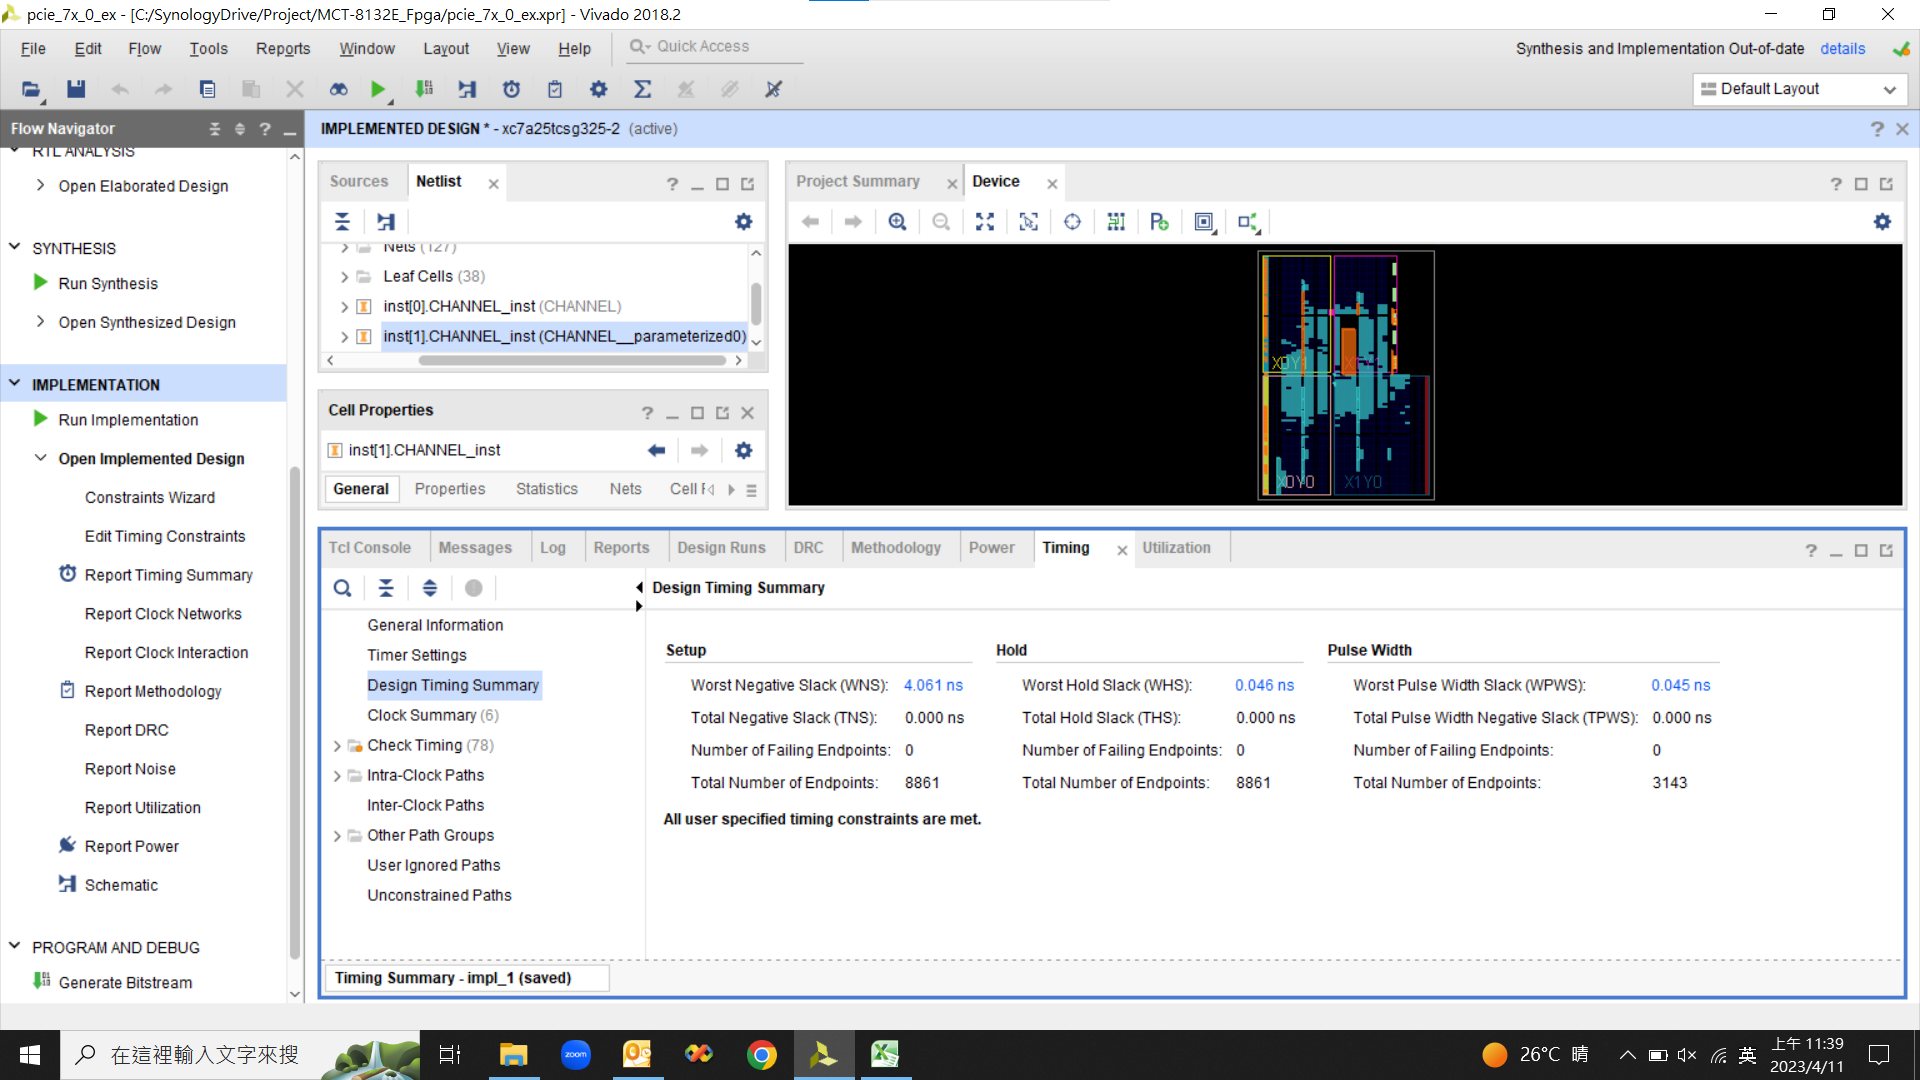 pcie_7x_0_ex - [C:/SynologyDrive/Project/MCT-8132E_Fpga/pcie_7x_0_ex.xpr] - Vivado 2018.2
File Edit Flow Tools Reports Window Layout View Help Quick Access
Synthesis and Implementation Out-of-date details
Default Layout
Flow Navigator
IMPLEMENTED DESIGN * - xc7a25tcsg325-2 (active)
RTL ANALYSIS
Open Elaborated Design
SYNTHESIS
Run Synthesis
Open Synthesized Design
IMPLEMENTATION
Run Implementation
Open Implemented Design
Constraints Wizard
Edit Timing Constraints
Report Timing Summary
Report Clock Networks
Report Clock Interaction
Report Methodology
Report DRC
Report Noise
Report Utilization
Report Power
Schematic
PROGRAM AND DEBUG
Generate Bitstream
Sources Netlist
Nets (127)
Leaf Cells (38)
inst[0].CHANNEL_inst (CHANNEL)
inst[1].CHANNEL_inst (CHANNEL__parameterized0)
Cell Properties
inst[1].CHANNEL_inst
General Properties Statistics Nets Cell
Project Summary Device
X0Y1 X1Y1
X0Y0 X1Y0
Tcl Console Messages Log Reports Design Runs DRC Methodology Power Timing Utilization
General Information
Timer Settings
Design Timing Summary
Clock Summary (6)
Check Timing (78)
Intra-Clock Paths
Inter-Clock Paths
Other Path Groups
User Ignored Paths
Unconstrained Paths
Design Timing Summary
Setup
Worst Negative Slack (WNS): 4.061 ns
Total Negative Slack (TNS): 0.000 ns
Number of Failing Endpoints: 0
Total Number of Endpoints: 8861
Hold
Worst Hold Slack (WHS): 0.046 ns
Total Hold Slack (THS): 0.000 ns
Number of Failing Endpoints: 0
Total Number of Endpoints: 8861
Pulse Width
Worst Pulse Width Slack (WPWS): 0.045 ns
Total Pulse Width Negative Slack (TPWS): 0.000 ns
Number of Failing Endpoints: 0
Total Number of Endpoints: 3143
All user specified timing constraints are met.
Timing Summary - impl_1 (saved)
在這裡輸入文字來搜
zoom
26°C 晴
英
上午 11:39
2023/4/11